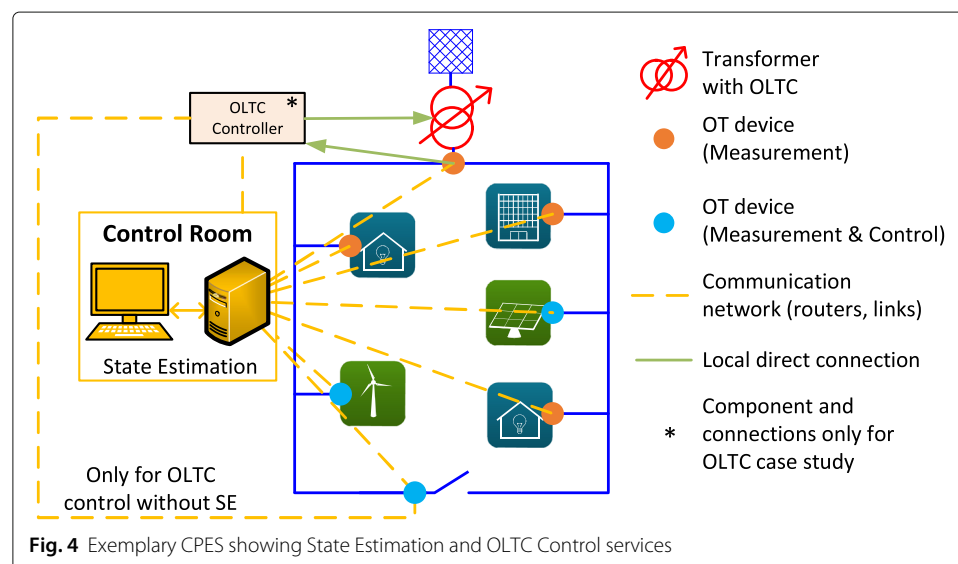 OLTC *
Controller
Control Room
State Estimation
Only for OLTC
control without SE
Transformer
with OLTC
OT device
(Measurement)
OT device
(Measurement & Control)
Communication
network (routers, links)
Local direct connection
* Component and
connections only for
OLTC case study
Fig. 4 Exemplary CPES showing State Estimation and OLTC Control services